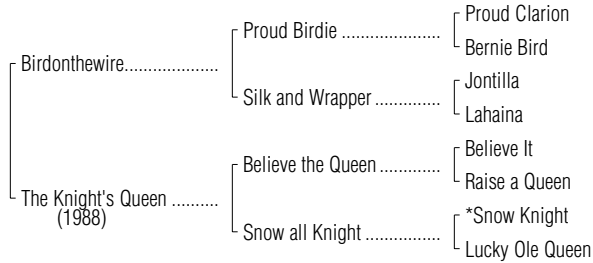 Proud Clarion
Proud Birdie ......................
Bernie Bird
Birdonthewire.....................
Jontilla
Silk and Wrapper ...............
Lahaina
Believe It
Believe the Queen ..............
Raise a Queen
The Knight's Queen ..........
(1988)
*Snow Knight
Snow all Knight .................
Lucky Ole Queen